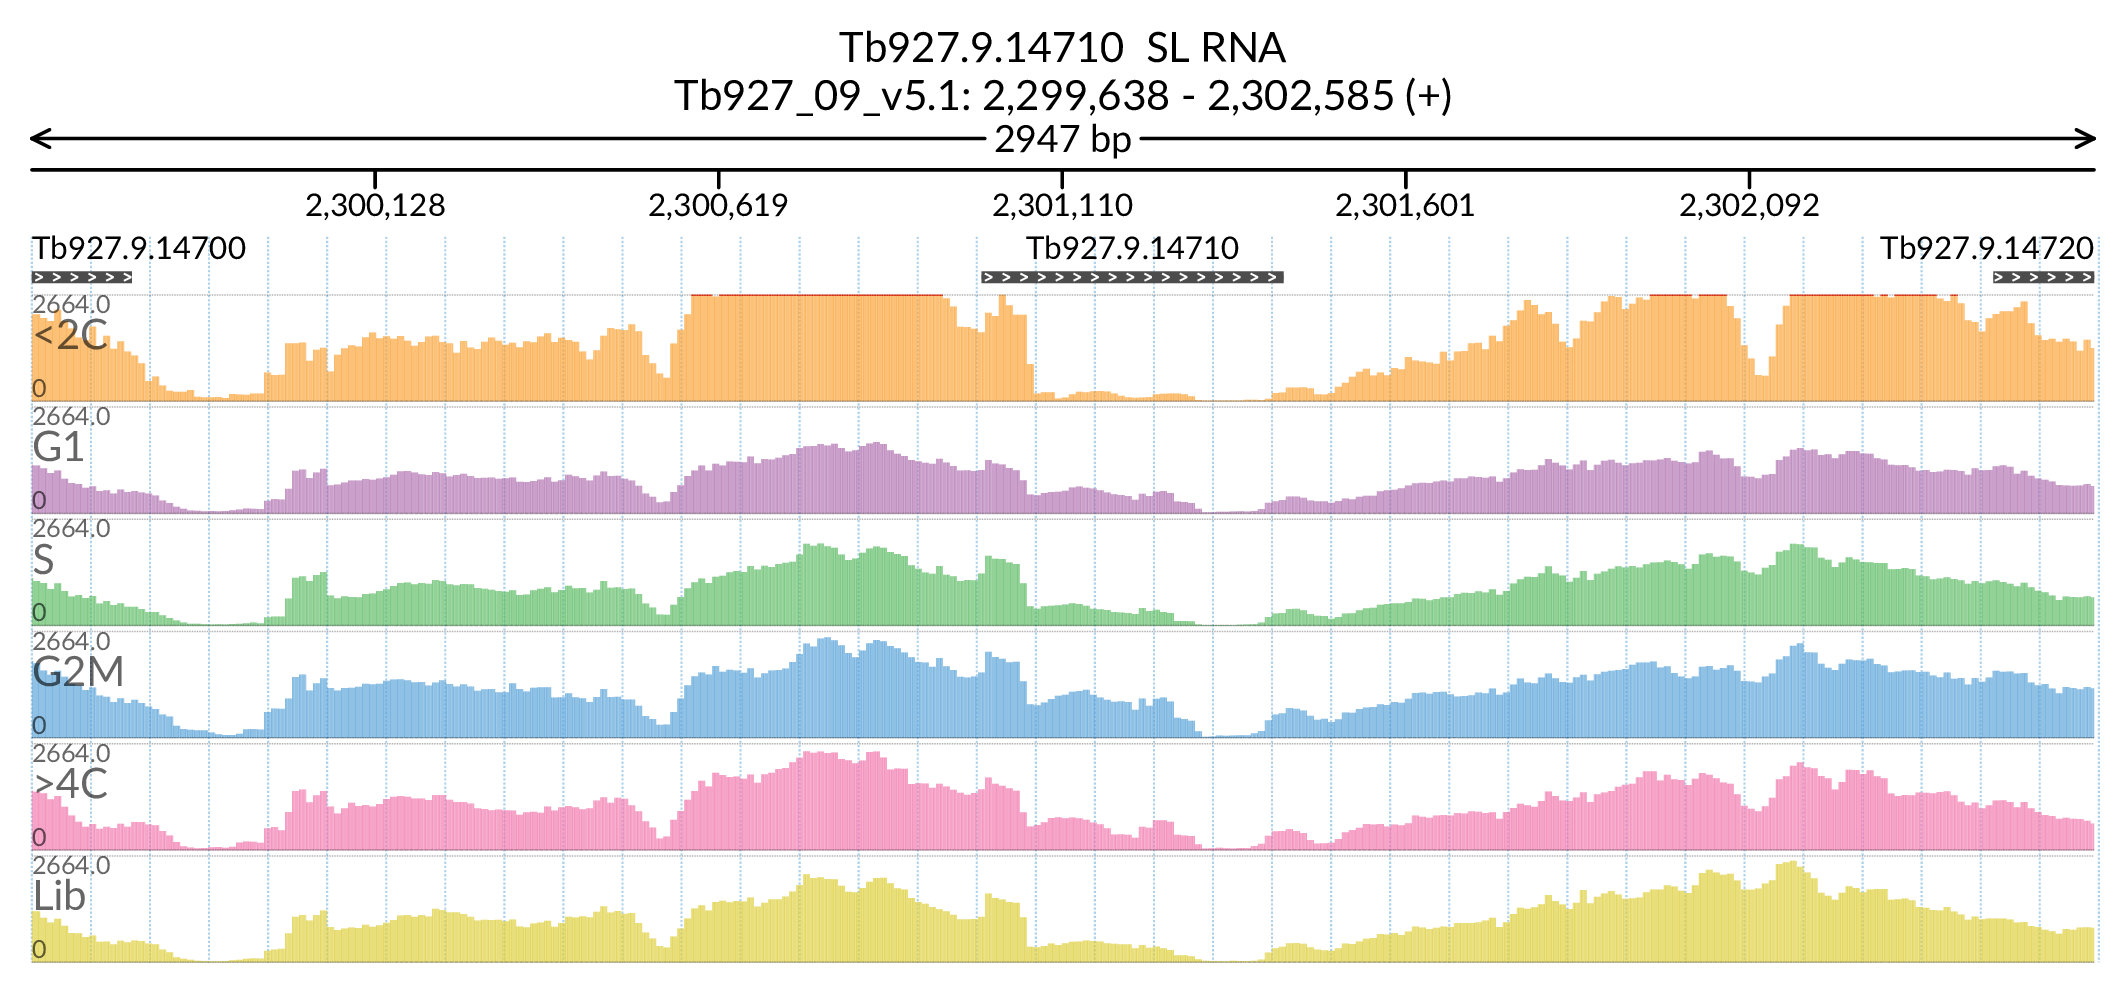 Tb927.9.14710  SL RNA
Tb927_09_v5.1: 2,299,638 - 2,302,585 (+)
2947 bp
2,300,128 2,300,619 2,301,110 2,301,601 2,302,092
Tb927.9.14700 Tb927.9.14710 Tb927.9.14720
2664.0
<2C
0
2664.0
G1
0
2664.0
S
0
2664.0
G2M
0
2664.0
>4C
0
2664.0
Lib
0